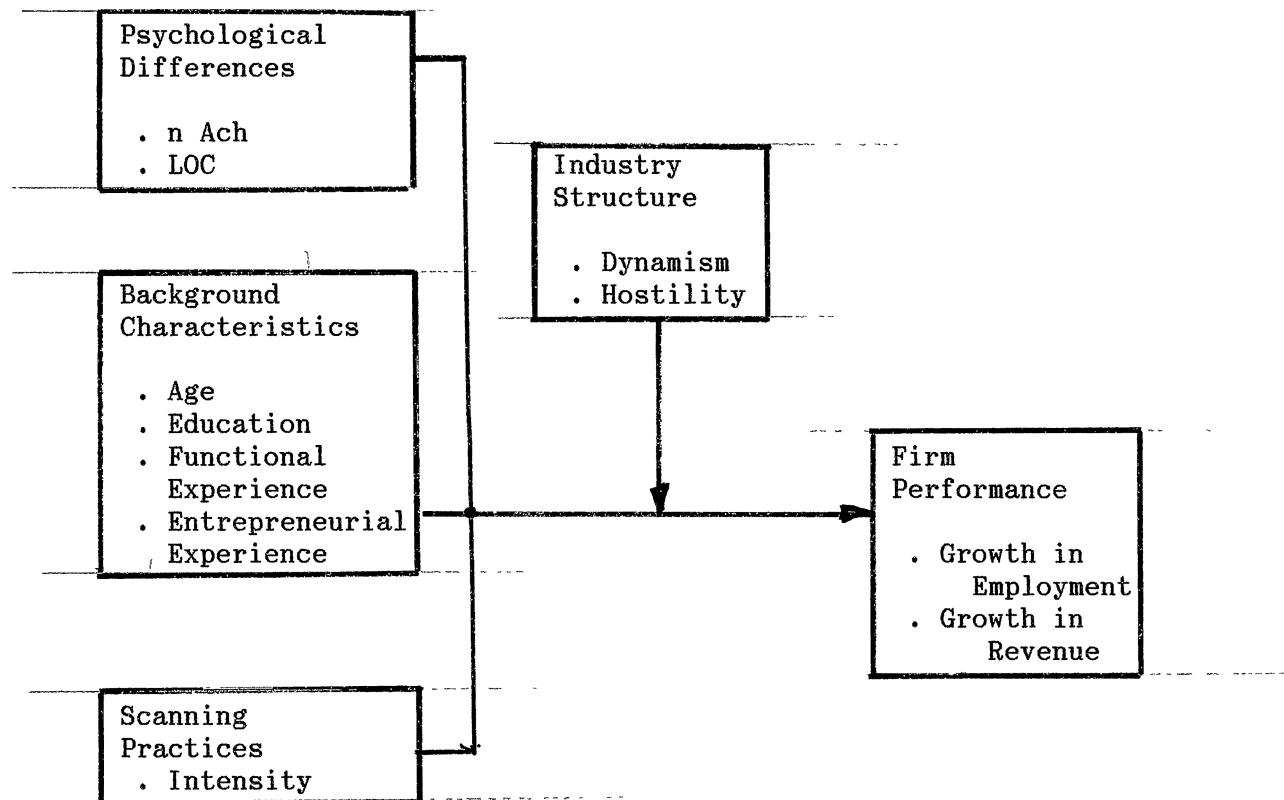 Psychological
Differences
. n Ach
. LOC
Background
Characteristics
. Age
. Education
. Functional
Experience
. Entrepreneurial
Experience
Scanning
Practices
. Intensity
Industry
Structure
. Dynamism
. Hostility
Firm
Performance
. Growth in
Employment
. Growth in
Revenue